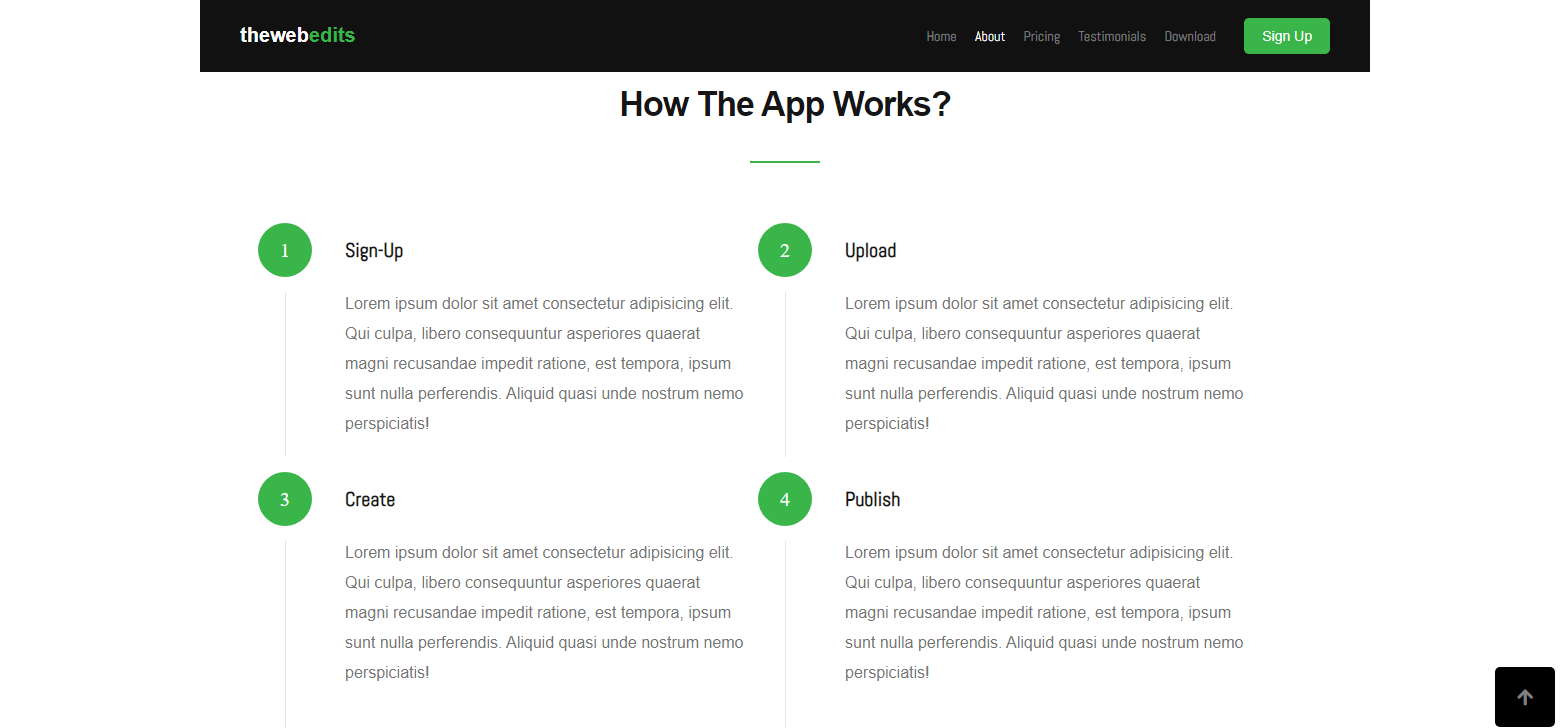 thewebedits
Home About Pricing Testimonials Download Sign Up
How The App Works?
1
Sign-Up
Lorem ipsum dolor sit amet consectetur adipisicing elit.
Qui culpa, libero consequuntur asperiores quaerat
magni recusandae impedit ratione, est tempora, ipsum
sunt nulla perferendis. Aliquid quasi unde nostrum nemo
perspiciatis!
2
Upload
Lorem ipsum dolor sit amet consectetur adipisicing elit.
Qui culpa, libero consequuntur asperiores quaerat
magni recusandae impedit ratione, est tempora, ipsum
sunt nulla perferendis. Aliquid quasi unde nostrum nemo
perspiciatis!
3
Create
Lorem ipsum dolor sit amet consectetur adipisicing elit.
Qui culpa, libero consequuntur asperiores quaerat
magni recusandae impedit ratione, est tempora, ipsum
sunt nulla perferendis. Aliquid quasi unde nostrum nemo
perspiciatis!
4
Publish
Lorem ipsum dolor sit amet consectetur adipisicing elit.
Qui culpa, libero consequuntur asperiores quaerat
magni recusandae impedit ratione, est tempora, ipsum
sunt nulla perferendis. Aliquid quasi unde nostrum nemo
perspiciatis!